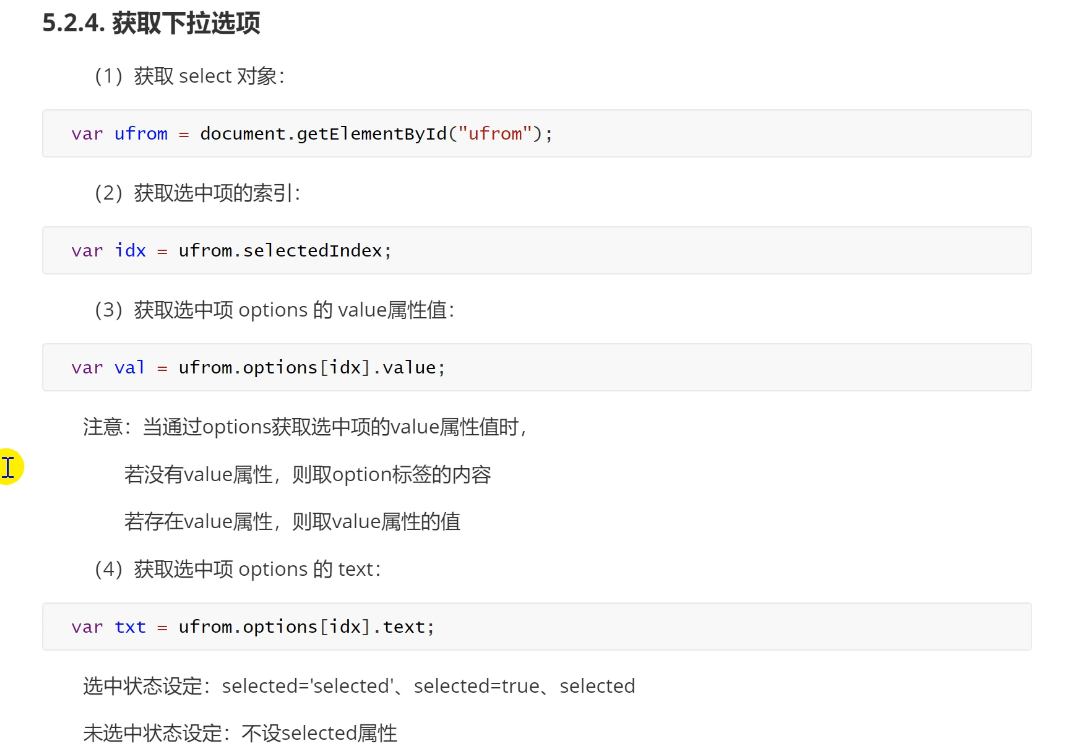 5.2.4. 获取下拉选项
（1）获取 select 对象：
var ufrom = document.getElementById("ufrom");
（2）获取选中项的索引：
var idx = ufrom.selectedIndex;
（3）获取选中项 options 的 value属性值：
var val = ufrom.options[idx].value;
注意：当通过options获取选中项的value属性值时，
若没有value属性，则取option标签的内容
若存在value属性，则取value属性的值
（4）获取选中项 options 的 text：
var txt = ufrom.options[idx].text;
选中状态设定：selected='selected'、selected=true、selected
未选中状态设定：不设selected属性